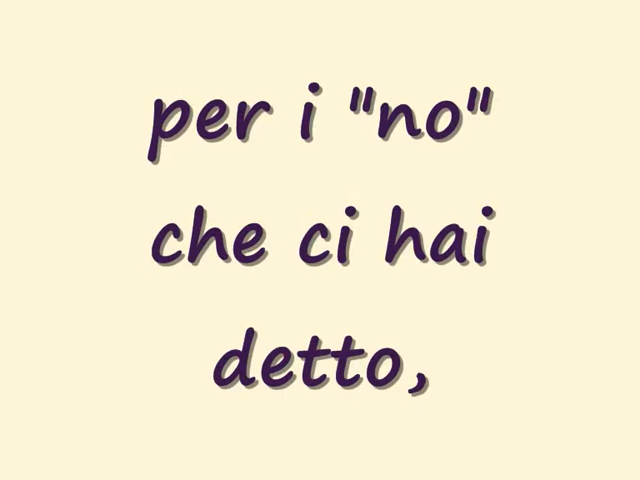 per i "no"
che ci hai
detto,